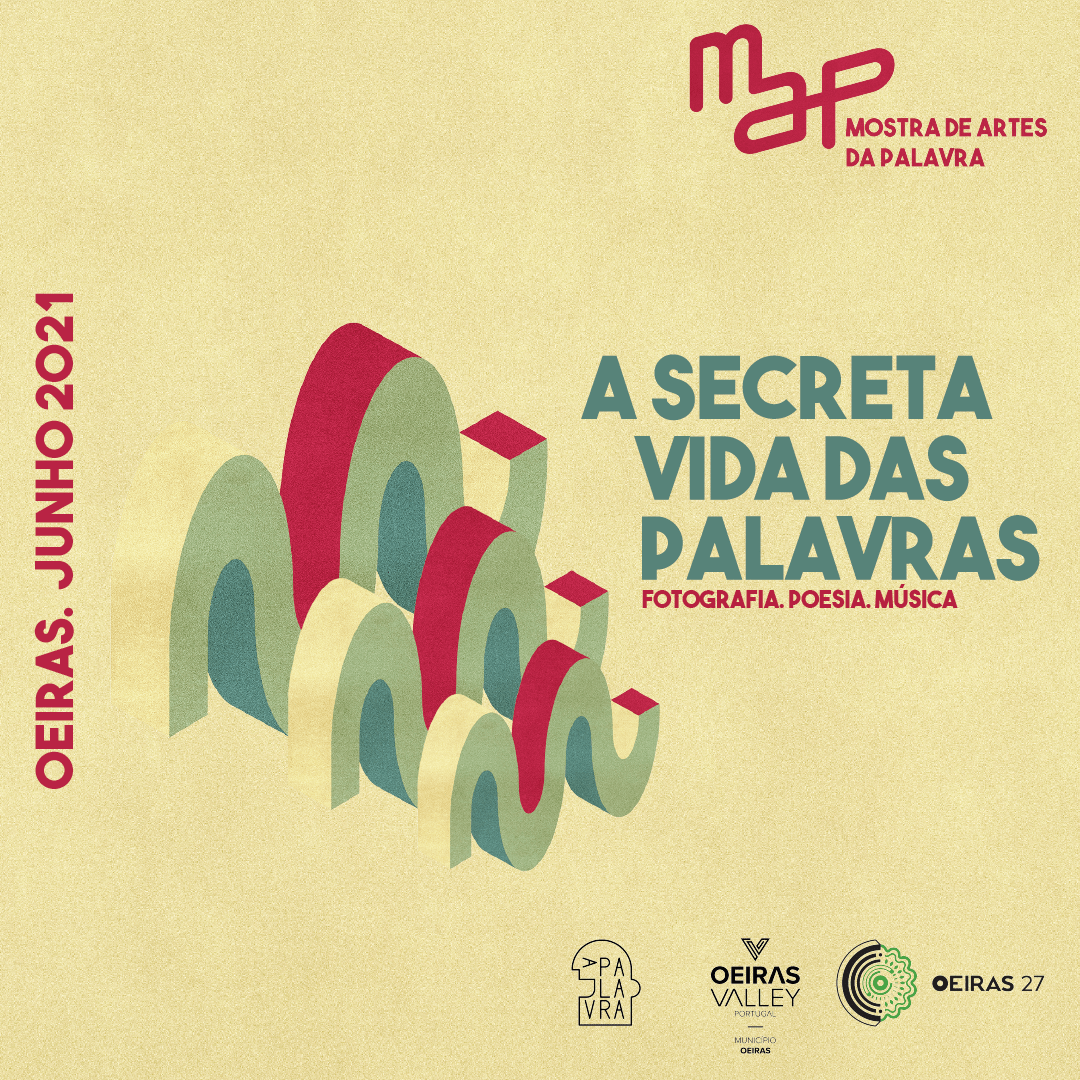 map
MOSTRA DE ARTES
DA PALAVRA
OEIRAS. JUNHO 2021
A SECRETA
VIDA DAS
PALAVRAS
FOTOGRAFIA. POESIA. MÚSICA
A PA
LA
VRA
OEIRAS
VALLEY
PORTUGAL
MUNICÍPIO
OEIRAS
OEIRAS 27